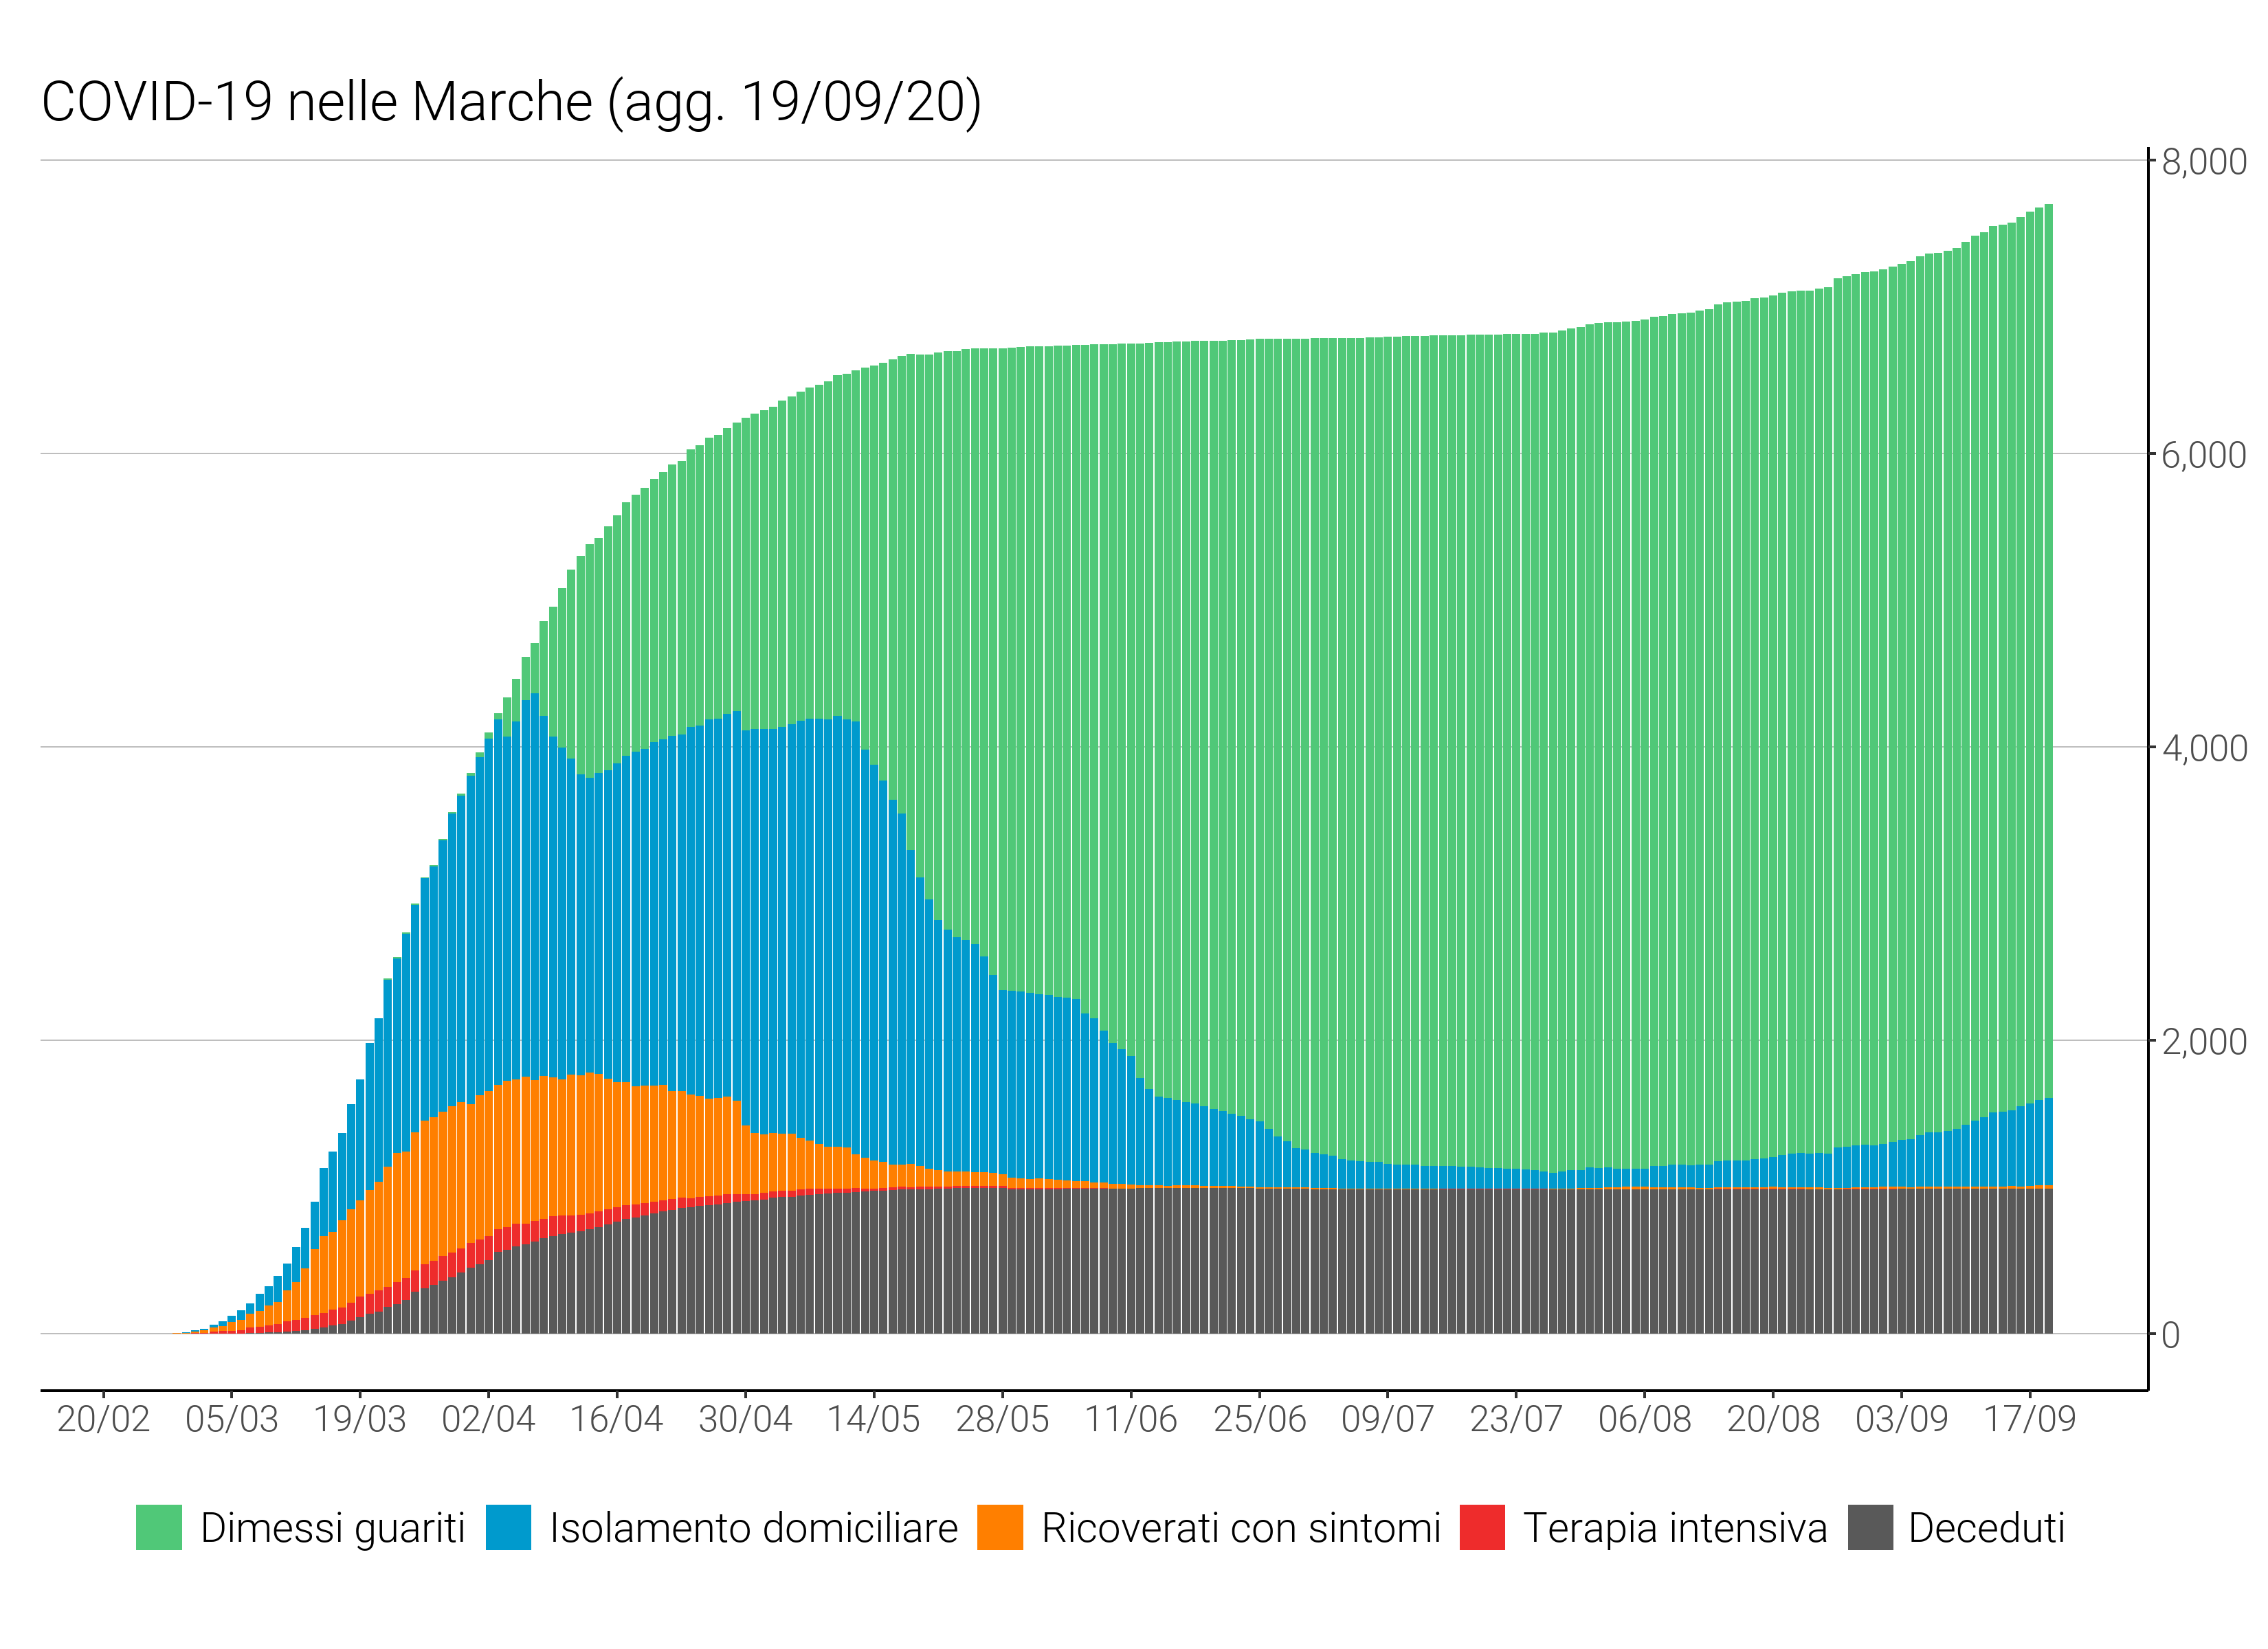 COVID-19 nelle Marche (agg. 19/09/20)
8,000
6,000
4,000
2,000
0
20/02 05/03 19/03 02/04 16/04 30/04 14/05 28/05 11/06 25/06 09/07 23/07 06/08 20/08 03/09 17/09
Dimessi guariti Isolamento domiciliare Ricoverati con sintomi Terapia intensiva Deceduti